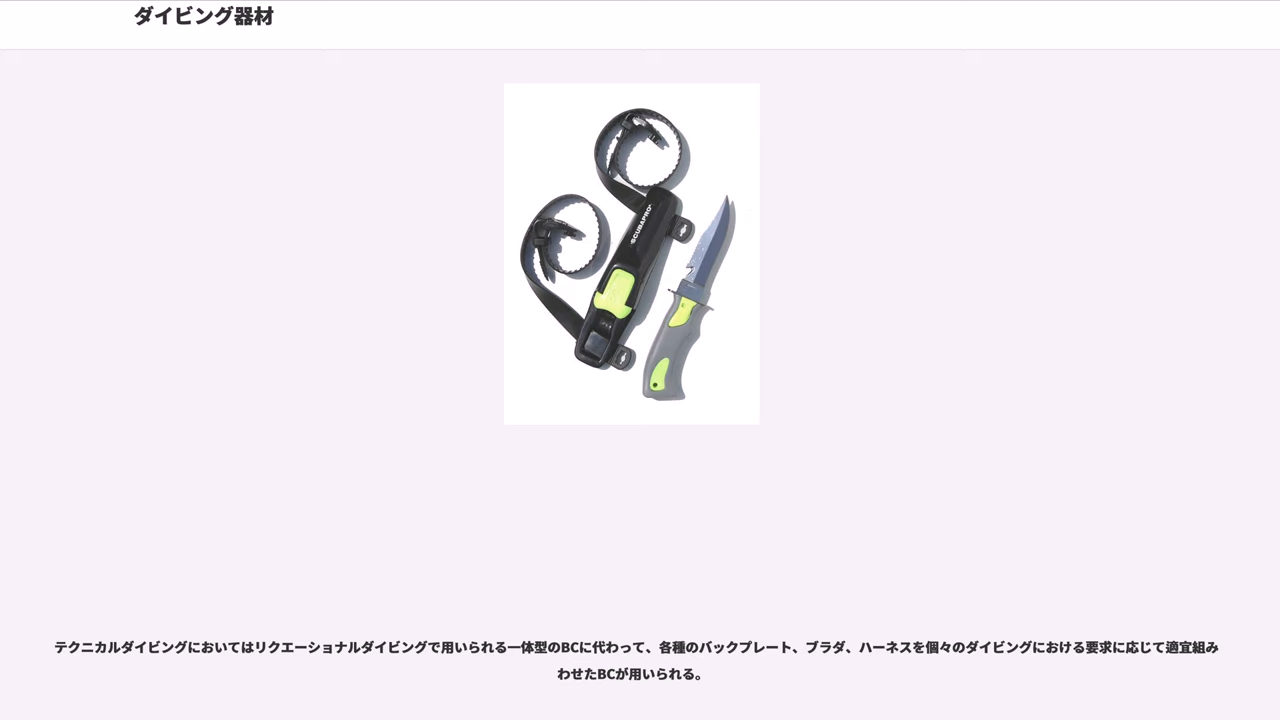 ダイビング器材
SCUBAPRO
テクニカルダイビングにおいてはリクエーショナルダイビングで用いられる一体型のBCに代わって、各種のバックプレート、ブラダ、ハーネスを個々のダイビングにおける要求に応じて適宜組み
わせたBCが用いられる。